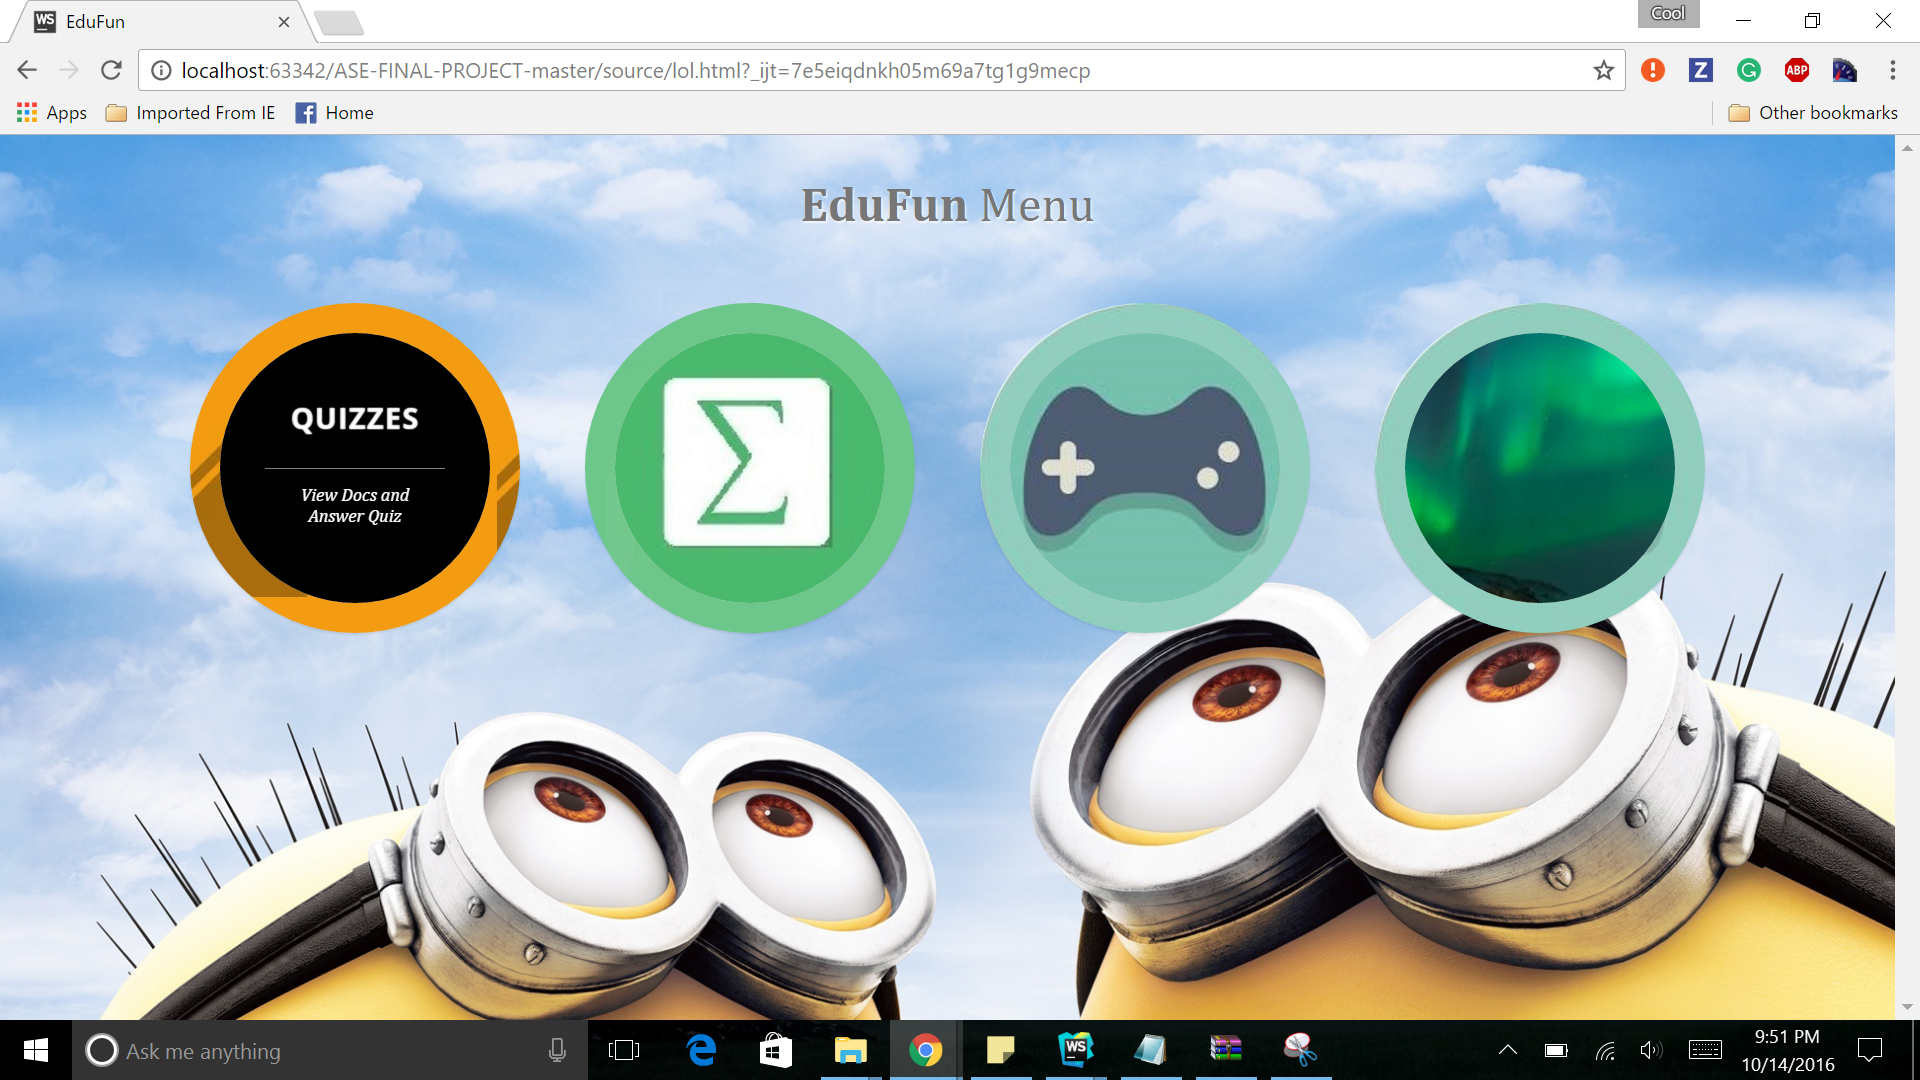 WS EduFun
Cool
localhost:63342/ASE-FINAL-PROJECT-master/source/lol.html?_ijt=7e5eiqdnkh05m69a7tg1g9mecp
Z
G
ABP
Apps
Imported From IE
Home
Other bookmarks
EduFun Menu
QUIZZES
View Docs and
Answer Quiz
Σ
Ask me anything
WS
9:51 PM
10/14/2016